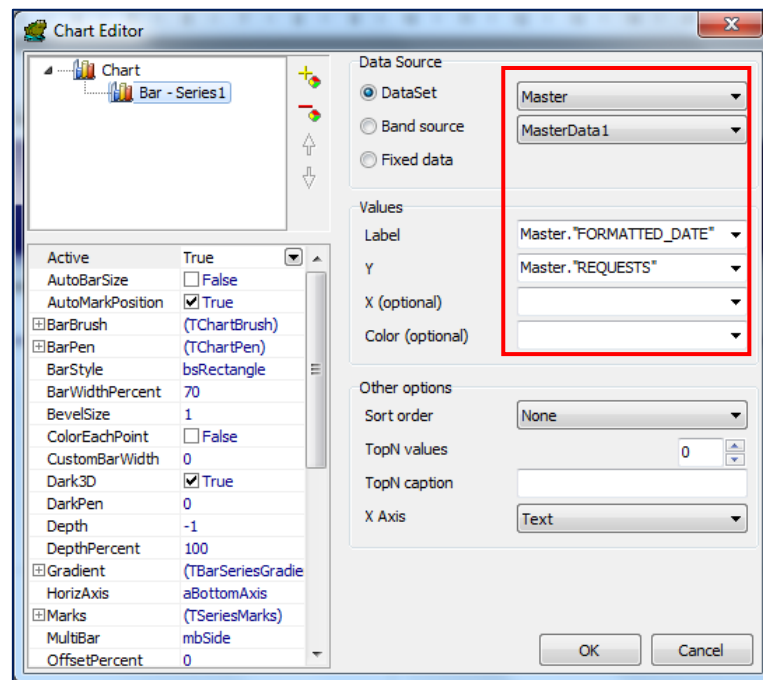 Chart Editor
Chart
Bar - Series1
Data Source
DataSet Master
Band source MasterData1
Fixed data
Values
Label Master."FORMATTED_DATE"
Y Master."REQUESTS"
X (optional)
Color (optional)
Other options
Sort order None
TopN values 0
TopN caption
X Axis Text
Active True
AutoBarSize False
AutoMarkPosition True
BarBrush (TChartBrush)
BarPen (TChartPen)
BarStyle bsRectangle
BarWidthPercent 70
BevelSize 1
ColorEachPoint False
CustomBarWidth 0
Dark3D True
DarkPen 0
Depth -1
DepthPercent 100
Gradient (TBarSeriesGradie
HorizAxis aBottomAxis
Marks (TSeriesMarks)
MultiBar mbSide
OffsetPercent 0
OK Cancel